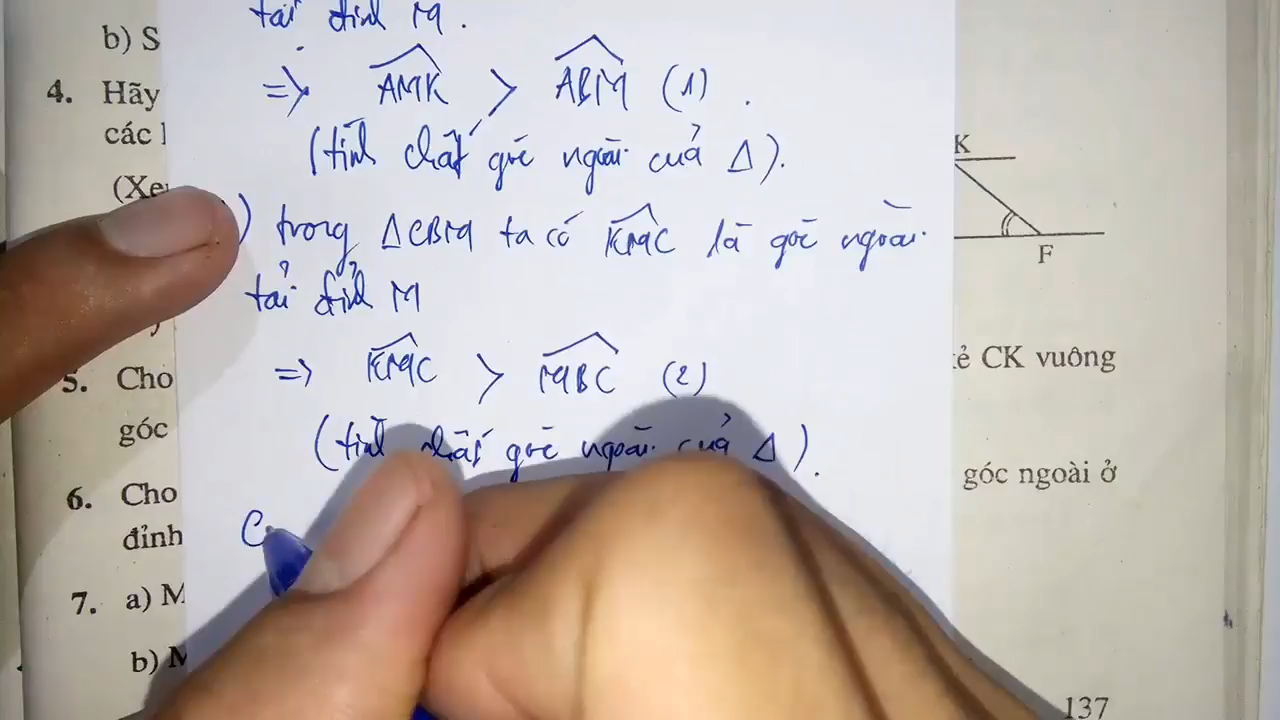 tại đỉnh M.
b) S
=> AMK > ABM (1).
4. Hãy
các
(tính chất góc ngoài của Δ).
K
(Xe
) trong ΔCBM ta có KMC là góc ngoài
F
tại đỉnh M
=> KMC > MBC (2)
ẻ CK vuông
5. Cho
góc
(tính chất góc ngoài của Δ).
góc ngoài ở
6. Cho
C
đỉnh
7. a) M
b) M
137